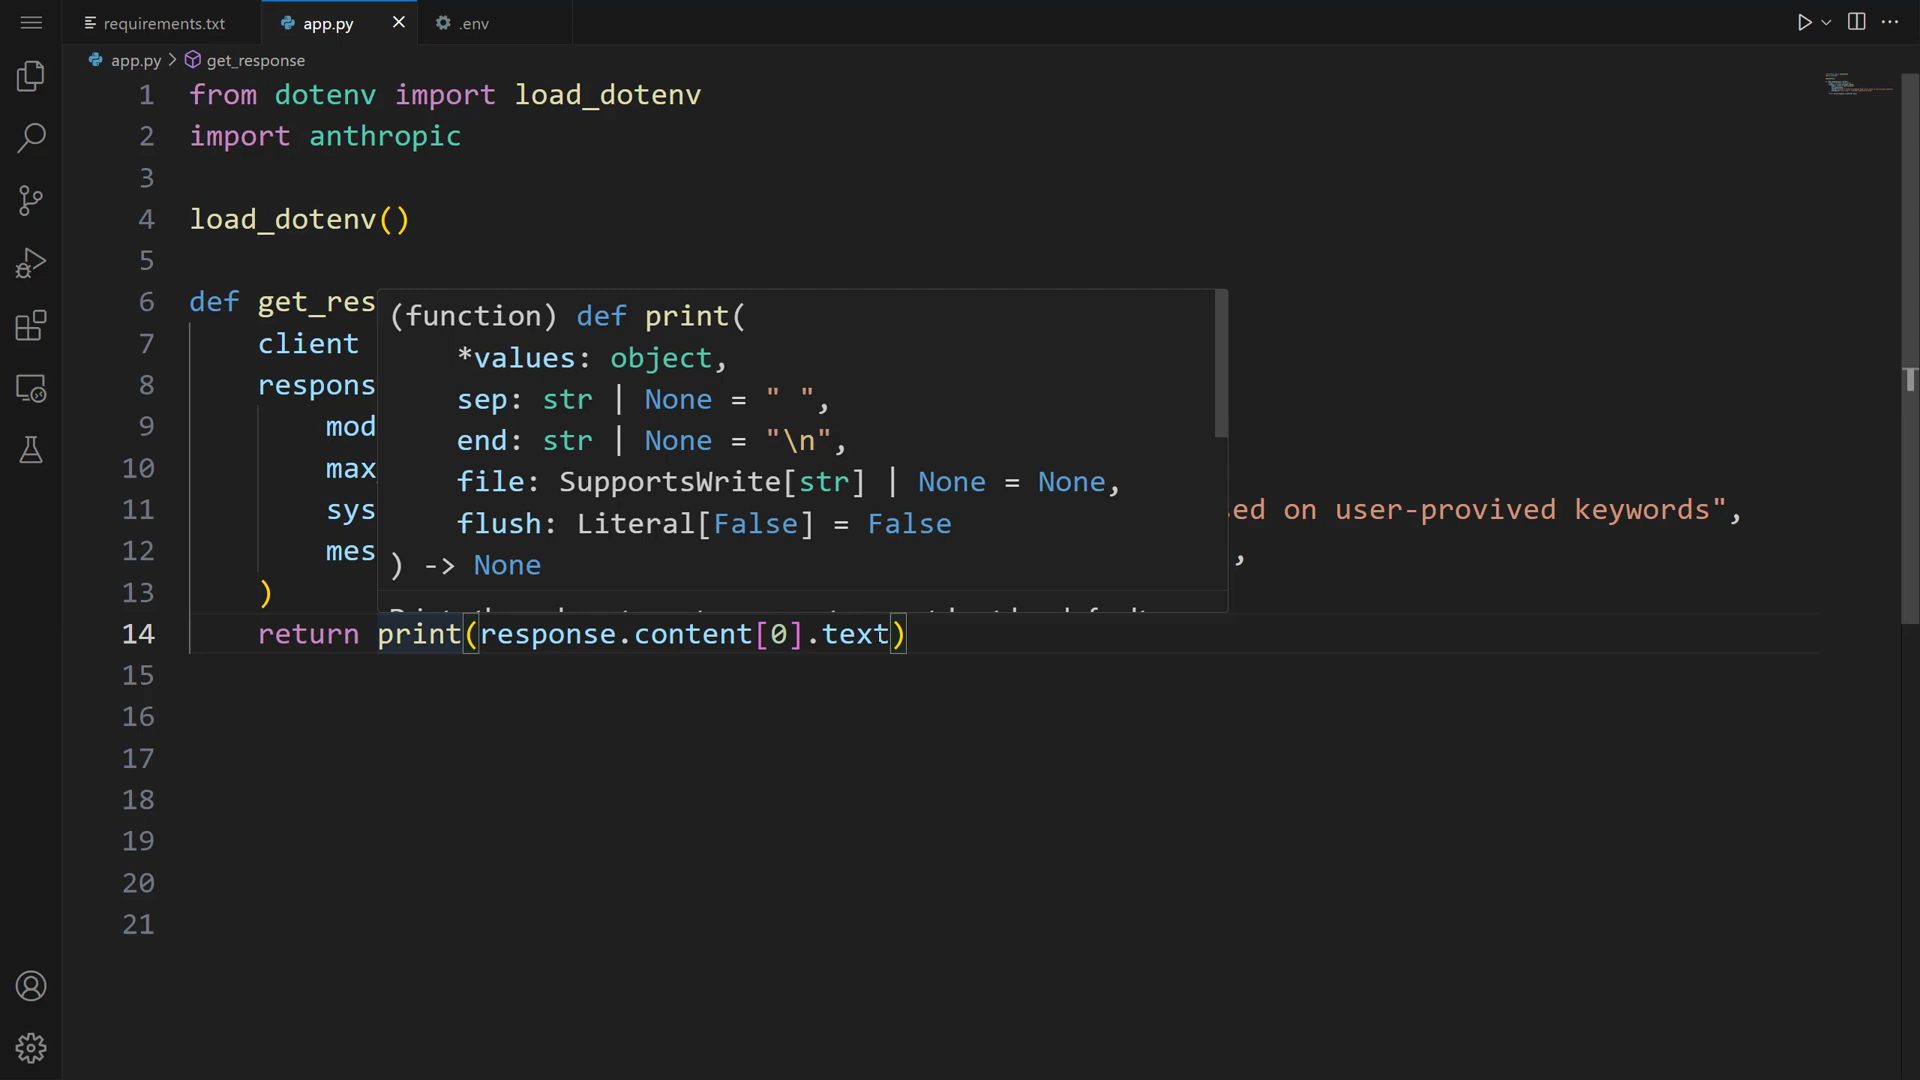 requirements.txt app.py .env
app.py > get_response
1 from dotenv import load_dotenv
2 import anthropic
3
4 load_dotenv()
5
6 def get_res
7 client
8 respons
9 mod
10 max
11 sys ed on user-provived keywords",
12 mes ,
13 )
(function) def print(
*values: object,
sep: str | None = " ",
end: str | None = "\n",
file: SupportsWrite[str] | None = None,
flush: Literal[False] = False
) -> None
14 return print(response.content[0].text)
15
16
17
18
19
20
21